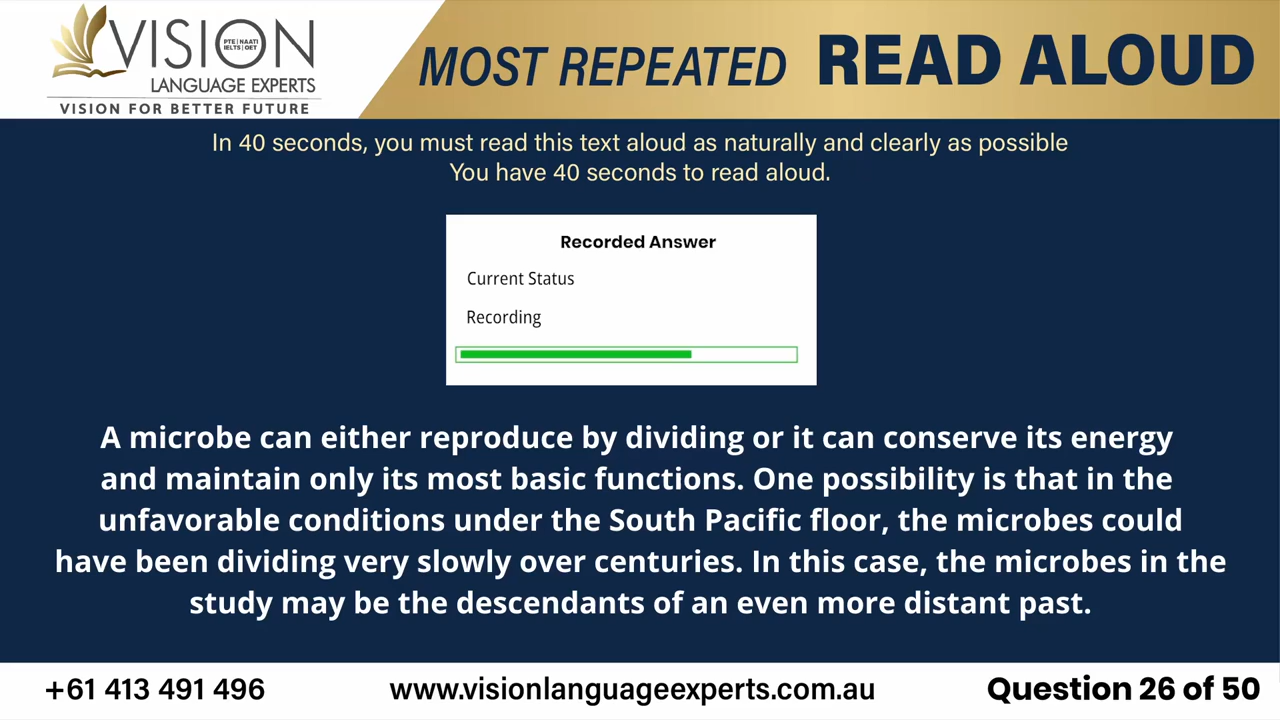 VISION
PTE | NAATI
IELTS | OET
LANGUAGE EXPERTS
VISION FOR BETTER FUTURE
MOST REPEATED READ ALOUD
In 40 seconds, you must read this text aloud as naturally and clearly as possible
You have 40 seconds to read aloud.
Recorded Answer
Current Status
Recording
A microbe can either reproduce by dividing or it can conserve its energy
and maintain only its most basic functions. One possibility is that in the
unfavorable conditions under the South Pacific floor, the microbes could
have been dividing very slowly over centuries. In this case, the microbes in the
study may be the descendants of an even more distant past.
+61 413 491 496 www.visionlanguageexperts.com.au Question 26 of 50